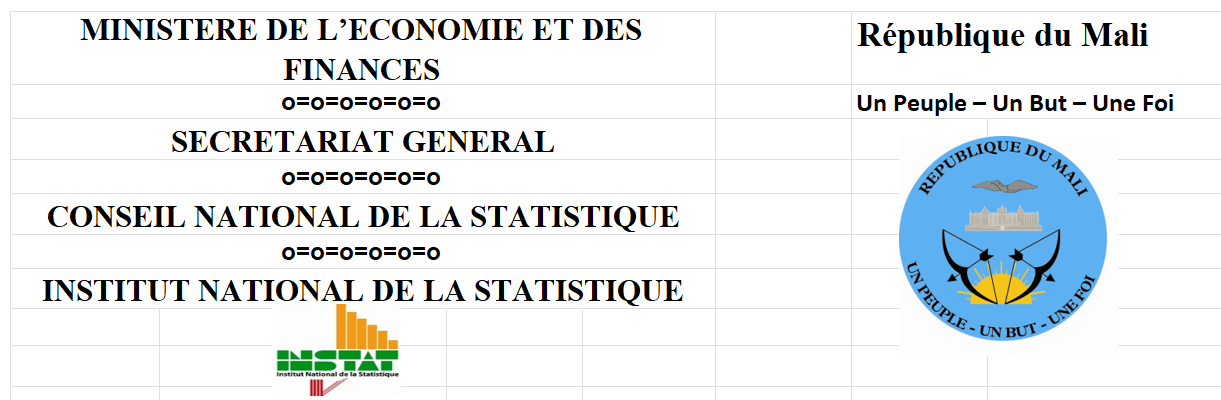 MINISTERE DE L’ECONOMIE ET DES
FINANCES
o=o=o=o=o=o
SECRETARIAT GENERAL
o=o=o=o=o=o
CONSEIL NATIONAL DE LA STATISTIQUE
o=o=o=o=o=o
INSTITUT NATIONAL DE LA STATISTIQUE
INSTAT
Institut National de la Statistique
République du Mali
Un Peuple – Un But – Une Foi
REPUBLIQUE DU MALI
UN PEUPLE - UN BUT - UNE FOI